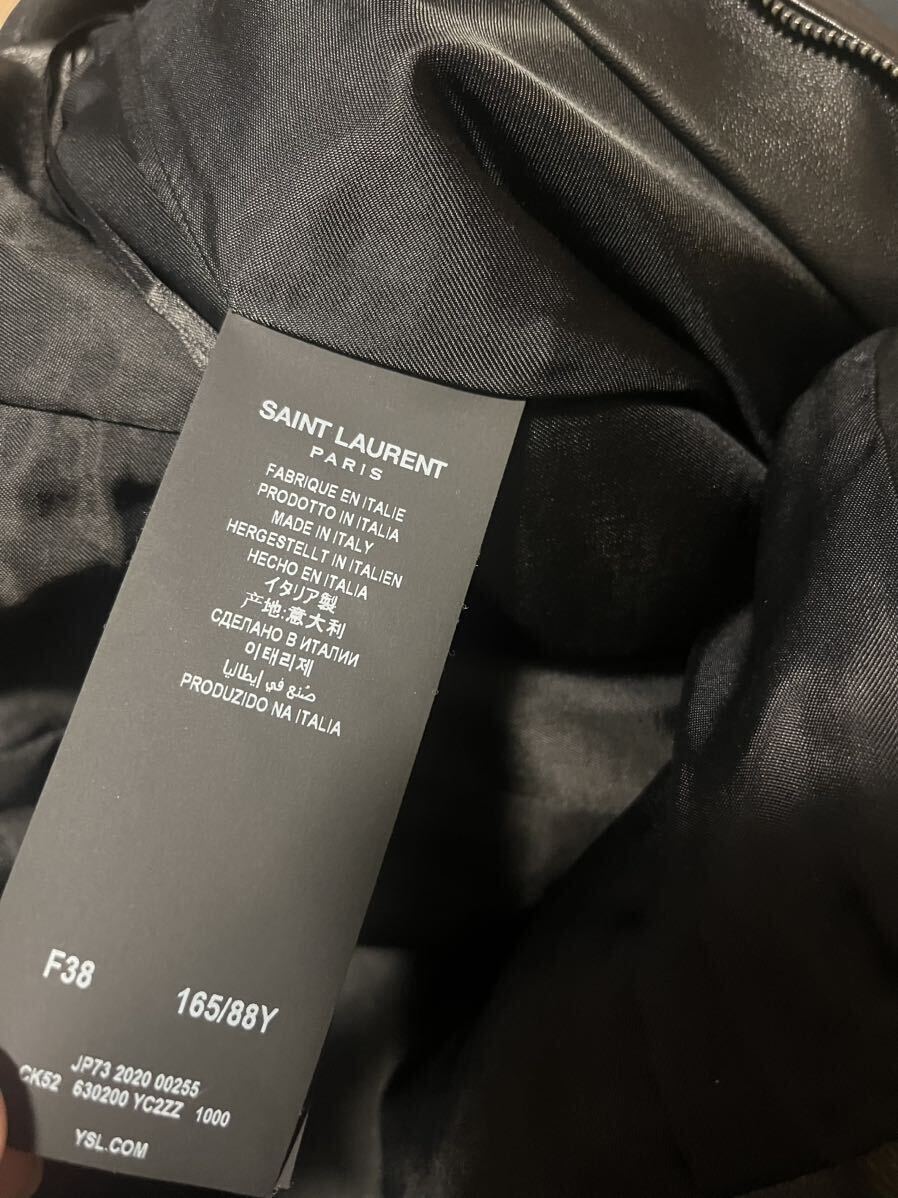 SAINT LAURENT
PARIS
FABRIQUE EN ITALIE
PRODOTTO IN ITALIA
MADE IN ITALY
HERGESTELLT IN ITALIEN
HECHO EN ITALIA
イタリア製
产地:意大利
СДЕЛАНО В ИТАЛИИ
이태리제
صنع في إيطاليا
PRODUZIDO NA ITALIA
F38
165/88Y
JP73 2020 00255
CK52 630200 YC2ZZ 1000
YSL.COM